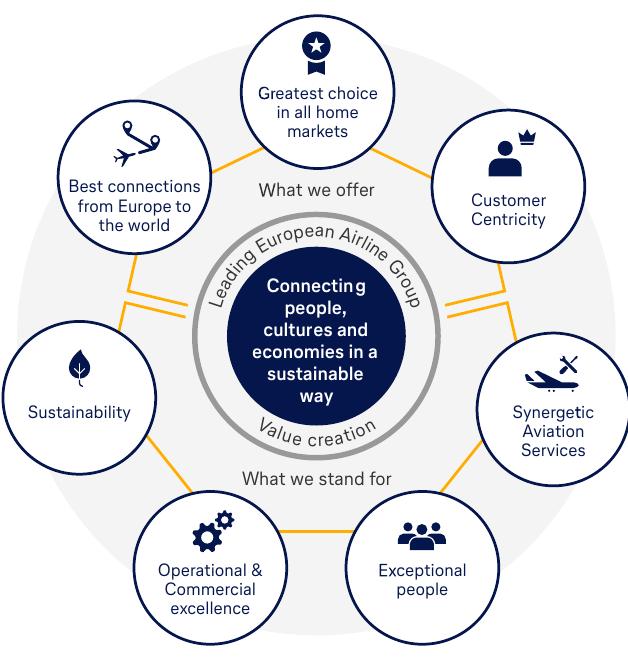 Greatest choice
in all home
markets
Best connections
from Europe to
the world
Customer
Centricity
What we offer
Leading European Airline Group
Connecting
people,
cultures and
economies in a
sustainable
way
Value creation
Sustainability
Synergetic
Aviation
Services
What we stand for
Operational &
Commercial
excellence
Exceptional
people